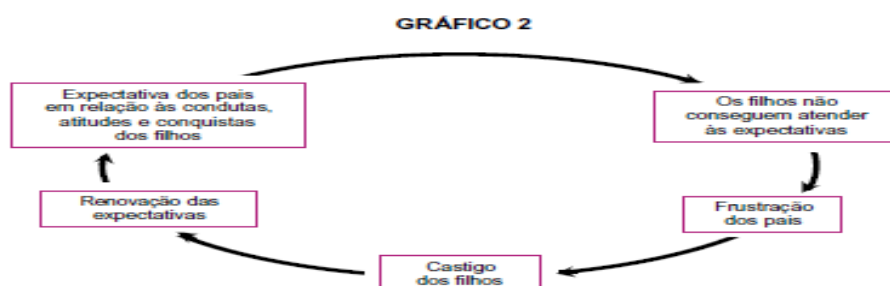 GRÁFICO 2
Expectativa dos pais
em relação às condutas,
atitudes e conquistas
dos filhos
Os filhos não
conseguem atender
às expectativas
Frustração
dos pais
Castigo
dos filhos
Renovação das
expectativas